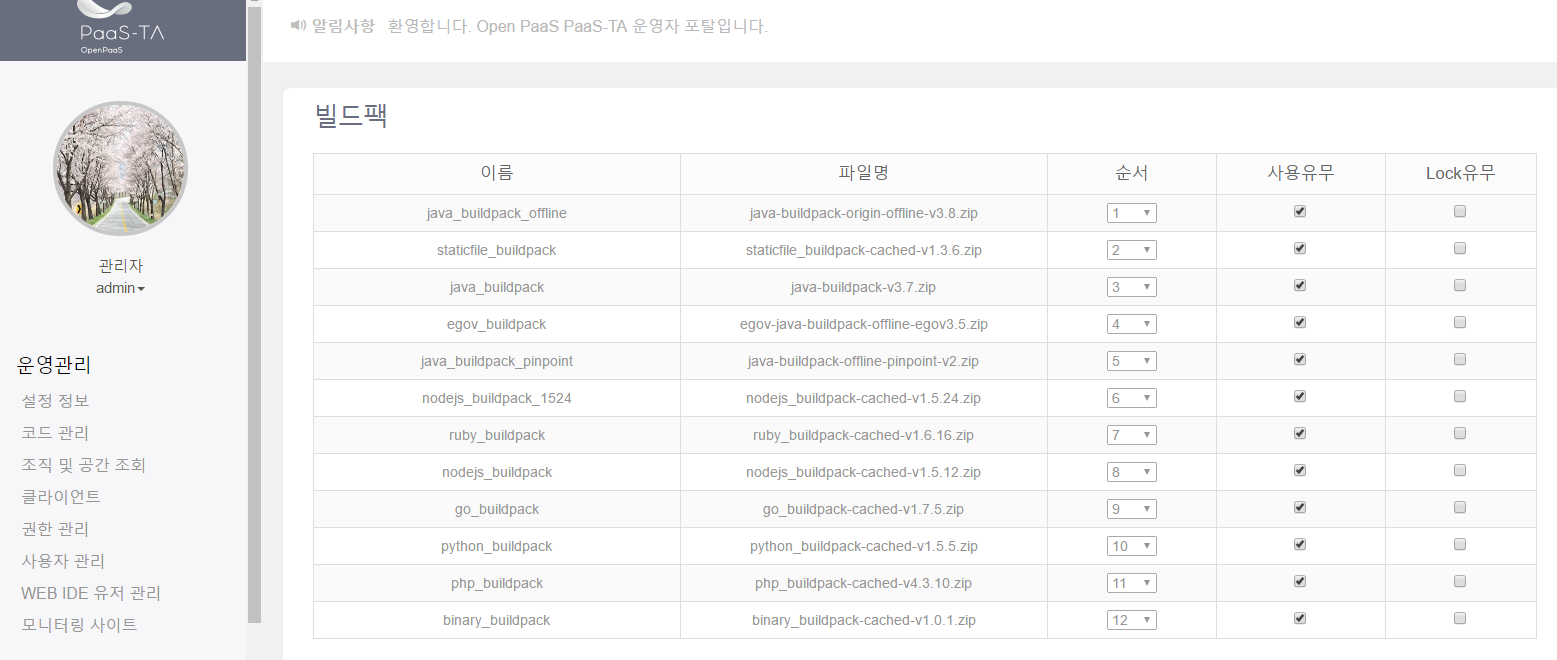 PaaS-TA
OpenPaaS
알림사항 환영합니다. Open PaaS PaaS-TA 운영자 포탈입니다.
관리자
admin
운영관리
설정 정보
코드 관리
조직 및 공간 조회
클라이언트
권한 관리
사용자 관리
WEB IDE 유저 관리
모니터링 사이트
빌드팩
이름 파일명 순서 사용유무 Lock유무
java_buildpack_offline java-buildpack-origin-offline-v3.8.zip 1
staticfile_buildpack staticfile_buildpack-cached-v1.3.6.zip 2
java_buildpack java-buildpack-v3.7.zip 3
egov_buildpack egov-java-buildpack-offline-egov3.5.zip 4
java_buildpack_pinpoint java-buildpack-offline-pinpoint-v2.zip 5
nodejs_buildpack_1524 nodejs_buildpack-cached-v1.5.24.zip 6
ruby_buildpack ruby_buildpack-cached-v1.6.16.zip 7
nodejs_buildpack nodejs_buildpack-cached-v1.5.12.zip 8
go_buildpack go_buildpack-cached-v1.7.5.zip 9
python_buildpack python_buildpack-cached-v1.5.5.zip 10
php_buildpack php_buildpack-cached-v4.3.10.zip 11
binary_buildpack binary_buildpack-cached-v1.0.1.zip 12